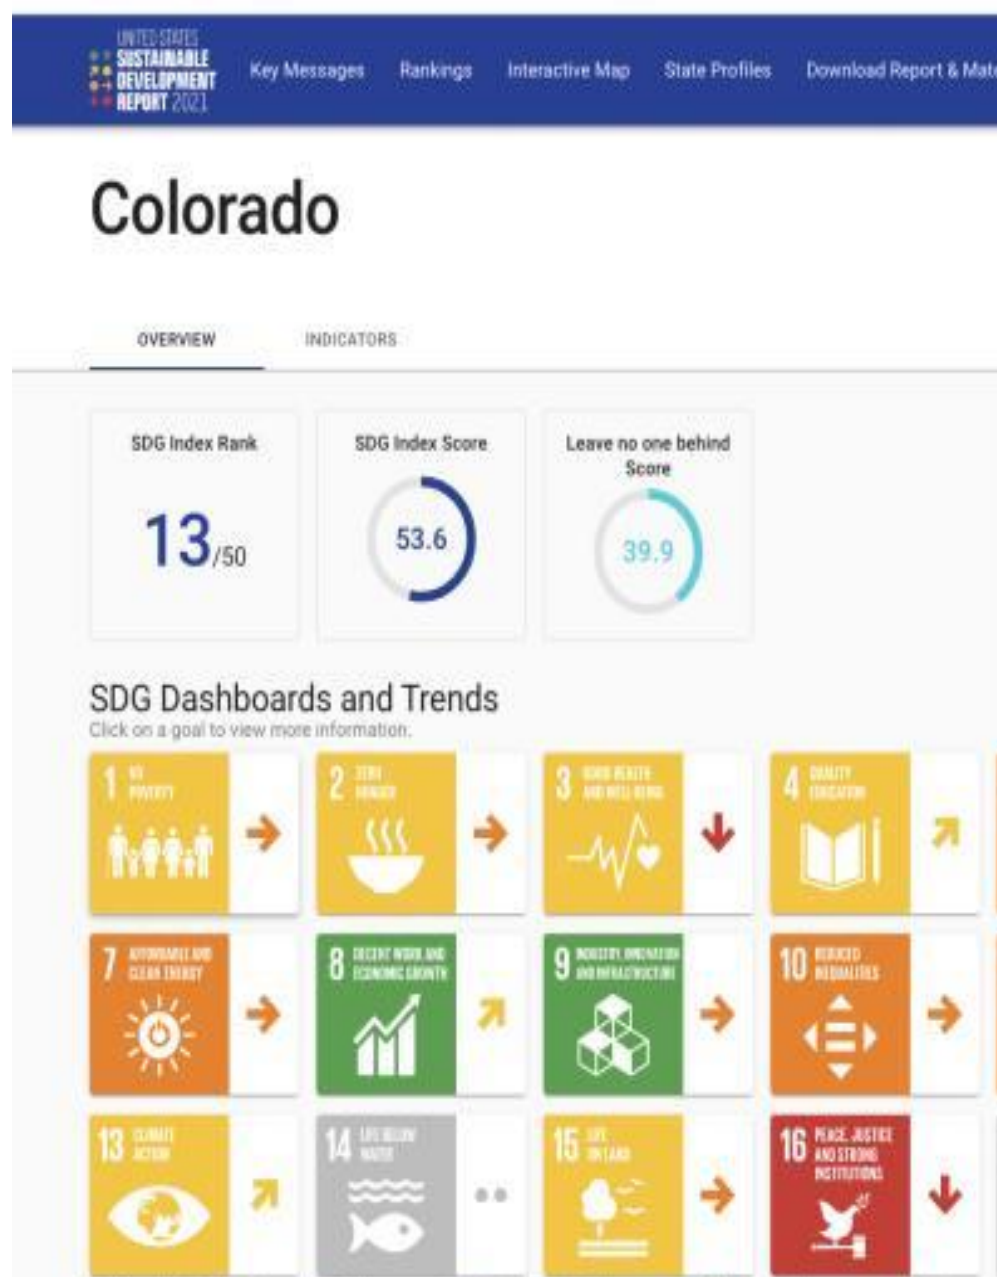 UNITED STATES
SUSTAINABLE
DEVELOPMENT
REPORT 2021
Key Messages
Rankings
Interactive Map
State Profiles
Download Report & Mate
Colorado
OVERVIEW
INDICATORS
SDG Index Rank
13/50
SDG Index Score
53.6
Leave no one behind
Score
39.9
SDG Dashboards and Trends
Click on a goal to view more information.
1 NO
POVERTY
2 ZERO
HUNGER
3 GOOD HEALTH
AND WELL-BEING
4 QUALITY
EDUCATION
7 AFFORDABLE AND
CLEAN ENERGY
8 DECENT WORK AND
ECONOMIC GROWTH
9 INDUSTRY, INNOVATION
AND INFRASTRUCTURE
10 REDUCED
INEQUALITIES
13 CLIMATE
ACTION
14 LIFE BELOW
WATER
15 LIFE
ON LAND
16 PEACE, JUSTICE
AND STRONG
INSTITUTIONS